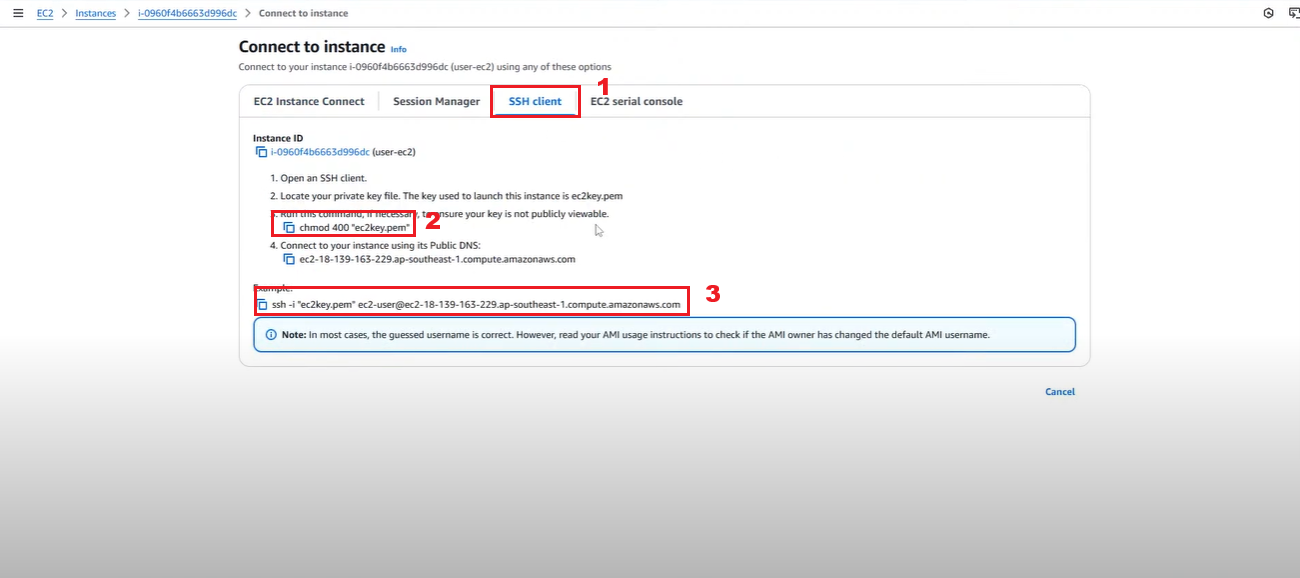 EC2 > Instances > i-0960f4b6663d996dc > Connect to instance
Connect to instance Info
Connect to your instance i-0960f4b6663d996dc (user-ec2) using any of these options
1
EC2 Instance Connect Session Manager SSH client EC2 serial console
Instance ID
i-0960f4b6663d996dc (user-ec2)
1. Open an SSH client.
2. Locate your private key file. The key used to launch this instance is ec2key.pem
3. Run this command, if necessary, to ensure your key is not publicly viewable.
2
chmod 400 "ec2key.pem"
4. Connect to your instance using its Public DNS:
ec2-18-139-163-229.ap-southeast-1.compute.amazonaws.com
Example:
3
ssh -i "ec2key.pem" ec2-user@ec2-18-139-163-229.ap-southeast-1.compute.amazonaws.com
Note: In most cases, the guessed username is correct. However, read your AMI usage instructions to check if the AMI owner has changed the default AMI username.
Cancel